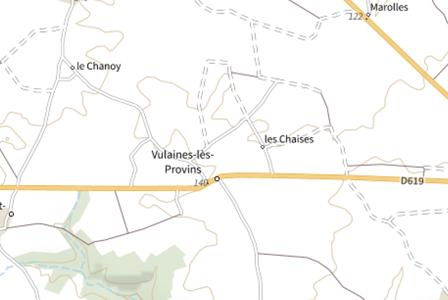 Marolles
122
le Chanoy
les Chaises
Vulaines-lès-
Provins
140
D619
t-